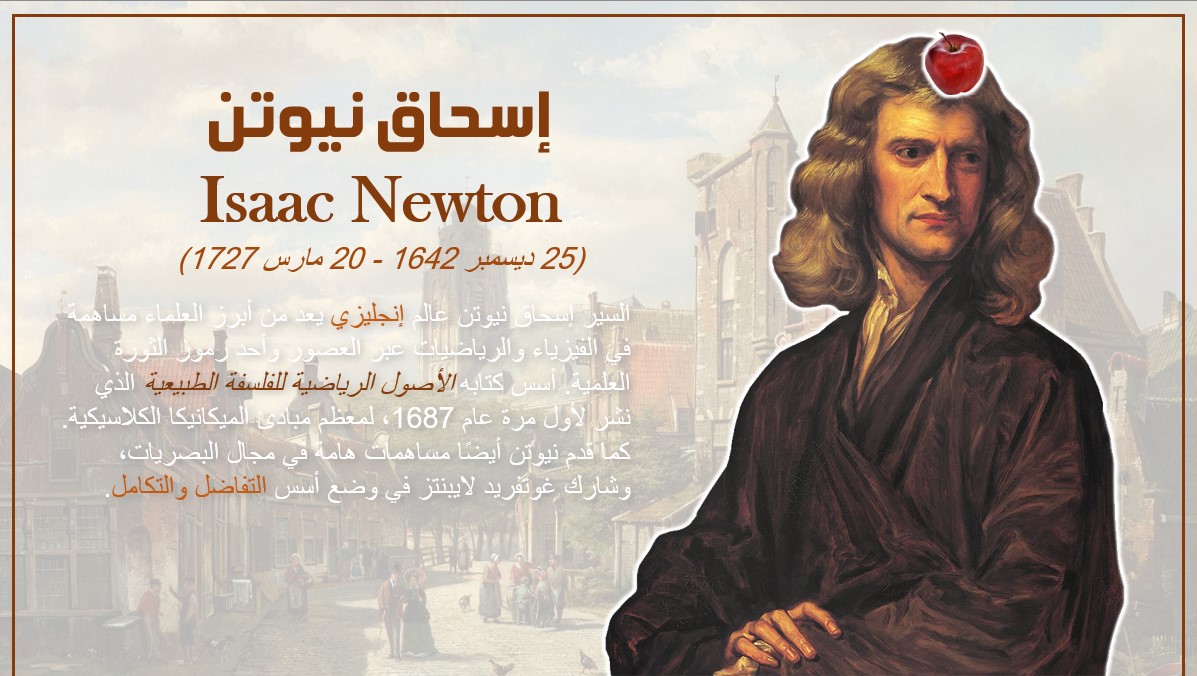 إسحاق نيوتن
Isaac Newton
(25 ديسمبر 1642 - 20 مارس 1727)
السير إسحاق نيوتن عالم إنجليزي يعد من أبرز العلماء مساهمة
في الفيزياء والرياضيات عبر العصور وأحد رموز الثورة
العلمية. أسس كتابه الأصول الرياضية للفلسفة الطبيعية الذي
نشر لأول مرة عام 1687، لمعظم مبادئ الميكانيكا الكلاسيكية.
كما قدم نيوتن أيضًا مساهمات هامة في مجال البصريات،
وشارك غوتفريد لايبنتز في وضع أسس التفاضل والتكامل.